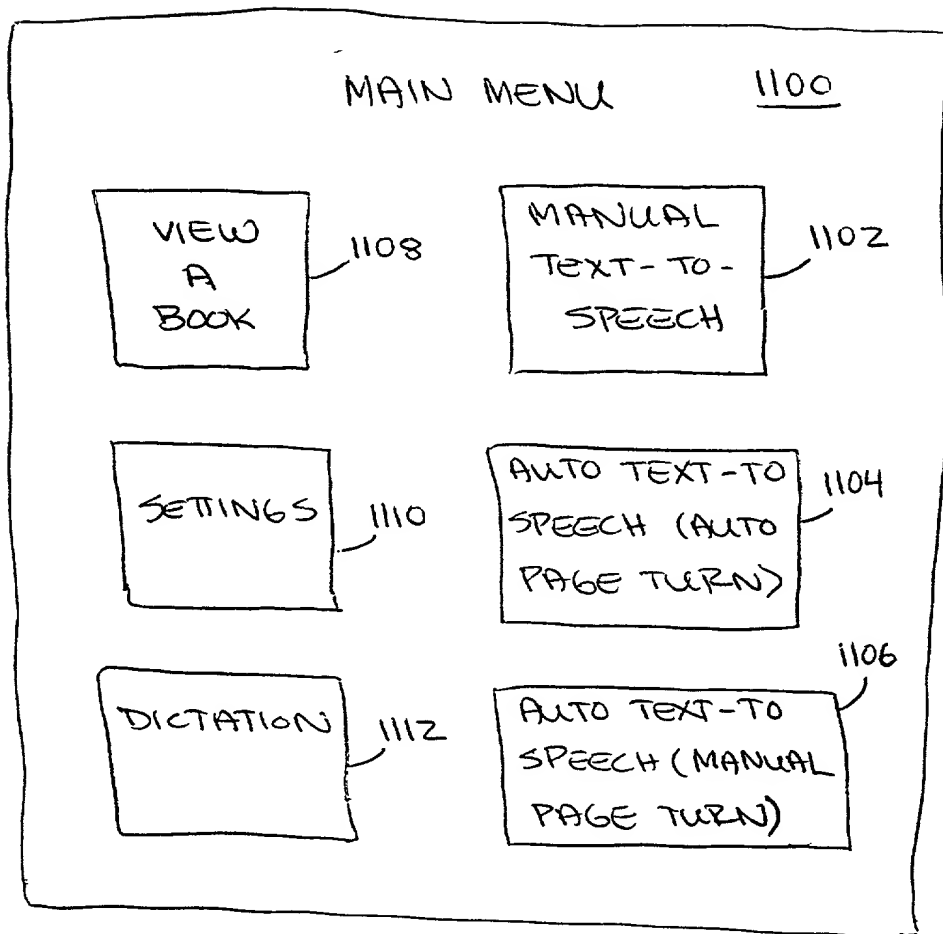 MAIN MENU 1100
VIEW
A
BOOK
1108
MANUAL
TEXT-TO-
SPEECH
1102
SETTINGS
1110
AUTO TEXT-TO
SPEECH (AUTO
PAGE TURN)
1104
DICTATION
1112
AUTO TEXT-TO
SPEECH (MANUAL
PAGE TURN)
1106